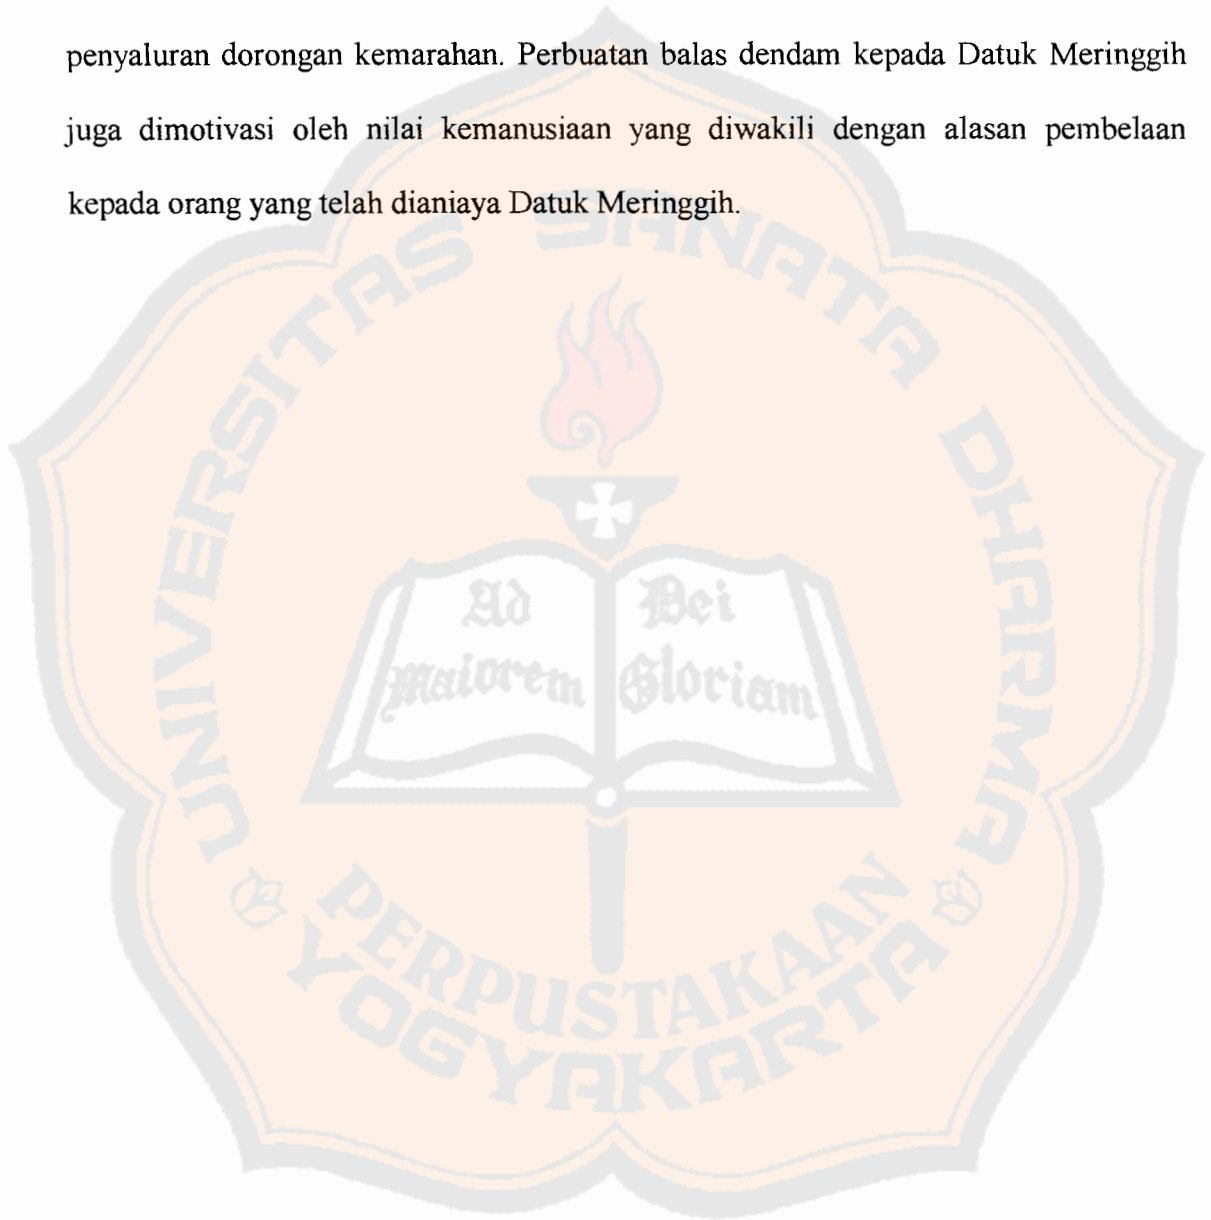 penyaluran dorongan kemarahan. Perbuatan balas dendam kepada Datuk Meringgih
juga dimotivasi oleh nilai kemanusiaan yang diwakili dengan alasan pembelaan
kepada orang yang telah dianiaya Datuk Meringgih.
UNIVERSITAS SANATA DHARMA
Ad
maiorem
Dei
Gloriam
PERPUSTAKAAN
YOGYAKARTA